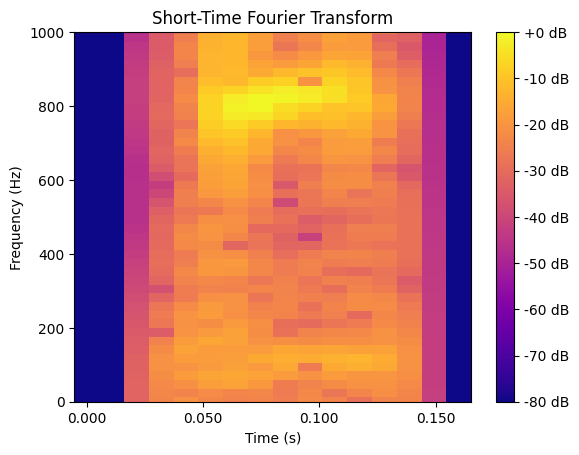 Short-Time Fourier Transform
1000
800
600
400
200
0
Frequency (Hz)
0.000
0.050
0.100
0.150
Time (s)
+0 dB
-10 dB
-20 dB
-30 dB
-40 dB
-50 dB
-60 dB
-70 dB
-80 dB